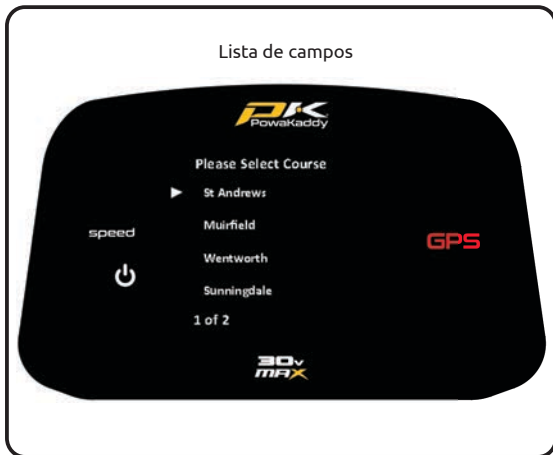 Lista de campos
PK
PowaKaddy
Please Select Course
St Andrews
Muirfield
speed
GPS
Wentworth
Sunningdale
1 of 2
30v
MAX